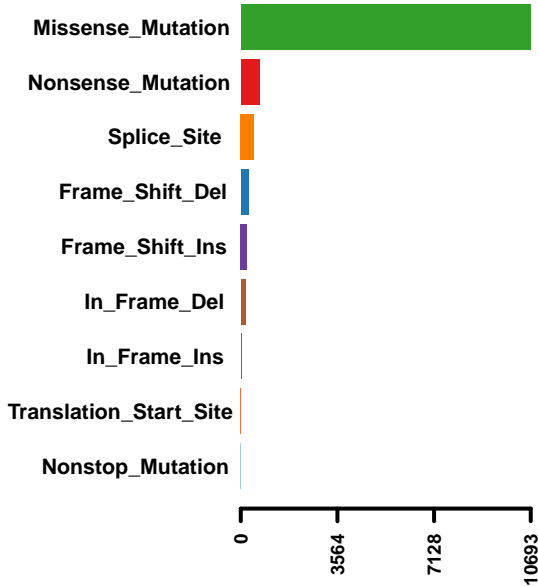 Missense_Mutation
Nonsense_Mutation
Splice_Site
Frame_Shift_Del
Frame_Shift_Ins
In_Frame_Del
In_Frame_Ins
Translation_Start_Site
Nonstop_Mutation
0
3564
7128
10693